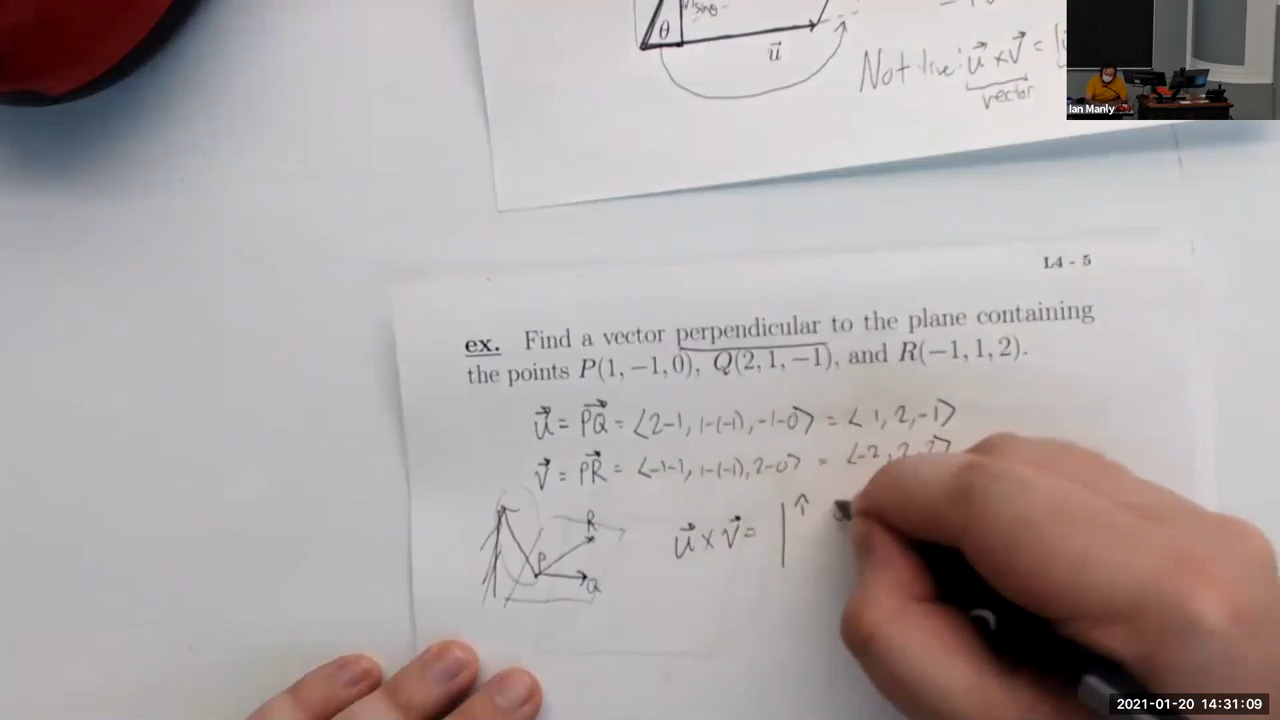 |v|sinθ
θ
u⃗
Not true: u⃗ × v⃗ =
vector
Ian Manly
L4 - 5
ex. Find a vector perpendicular to the plane containing
the points P(1, −1, 0), Q(2, 1, −1), and R(−1, 1, 2).
u⃗ = PQ⃗ = ⟨2-1, 1-(-1), -1-0⟩ = ⟨1, 2, -1⟩
v⃗ = PR⃗ = ⟨-1-1, 1-(-1), 2-0⟩ = ⟨-2, 2, 2⟩
R
P
Q
u⃗ × v⃗ = | î
2021-01-20 14:31:09